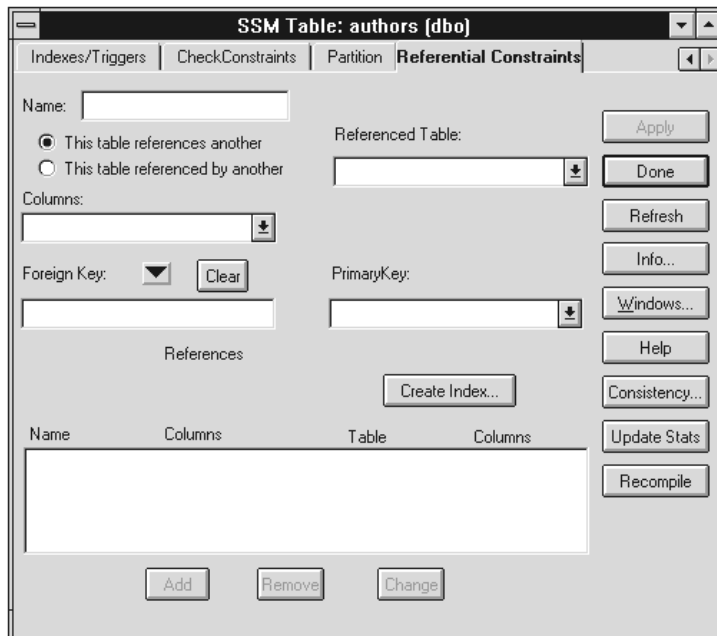 SSM Table: authors (dbo)
Indexes/Triggers CheckConstraints Partition Referential Constraints
Name:
This table references another
This table referenced by another
Referenced Table:
Columns:
Foreign Key: Clear
PrimaryKey:
References
Create Index...
Name Columns Table Columns
Add Remove Change
Apply
Done
Refresh
Info...
Windows...
Help
Consistency...
Update Stats
Recompile